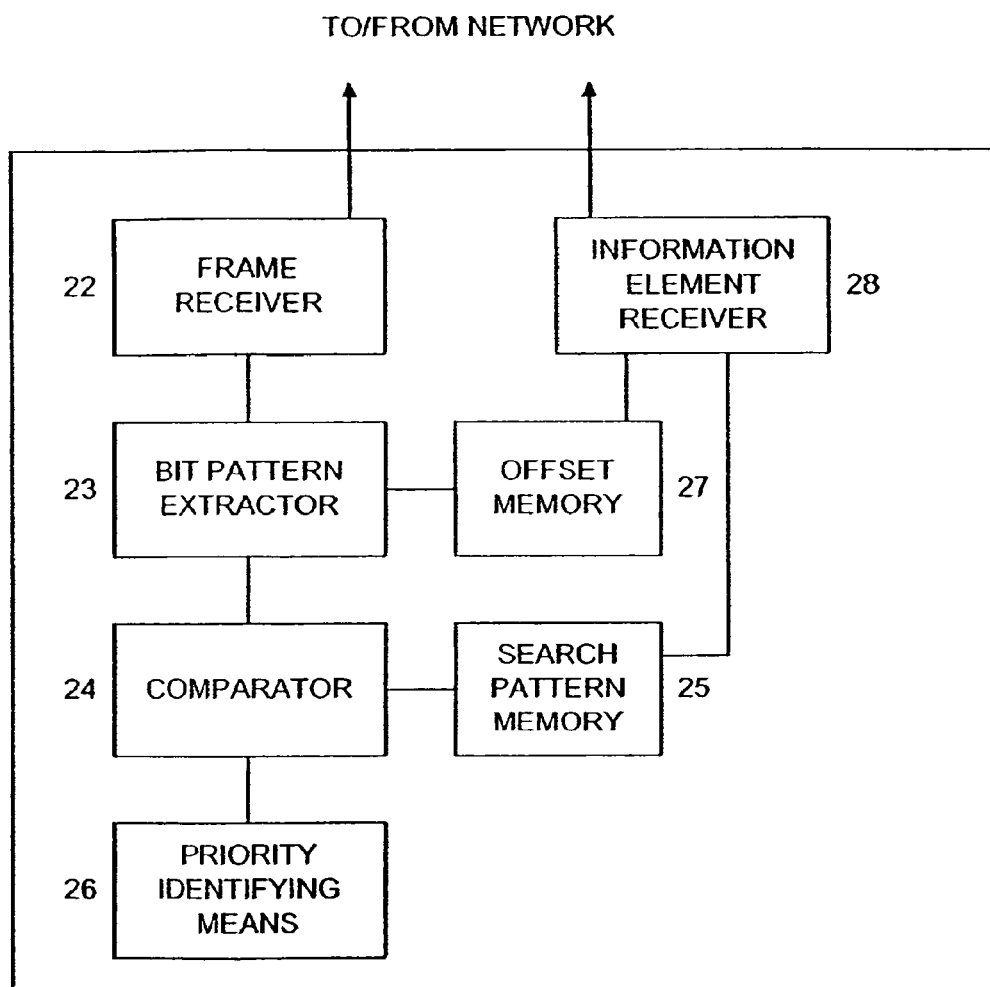 TO/FROM NETWORK
22
FRAME
RECEIVER
INFORMATION
ELEMENT
RECEIVER
28
23
BIT PATTERN
EXTRACTOR
OFFSET
MEMORY
27
24
COMPARATOR
SEARCH
PATTERN
MEMORY
25
26
PRIORITY
IDENTIFYING
MEANS